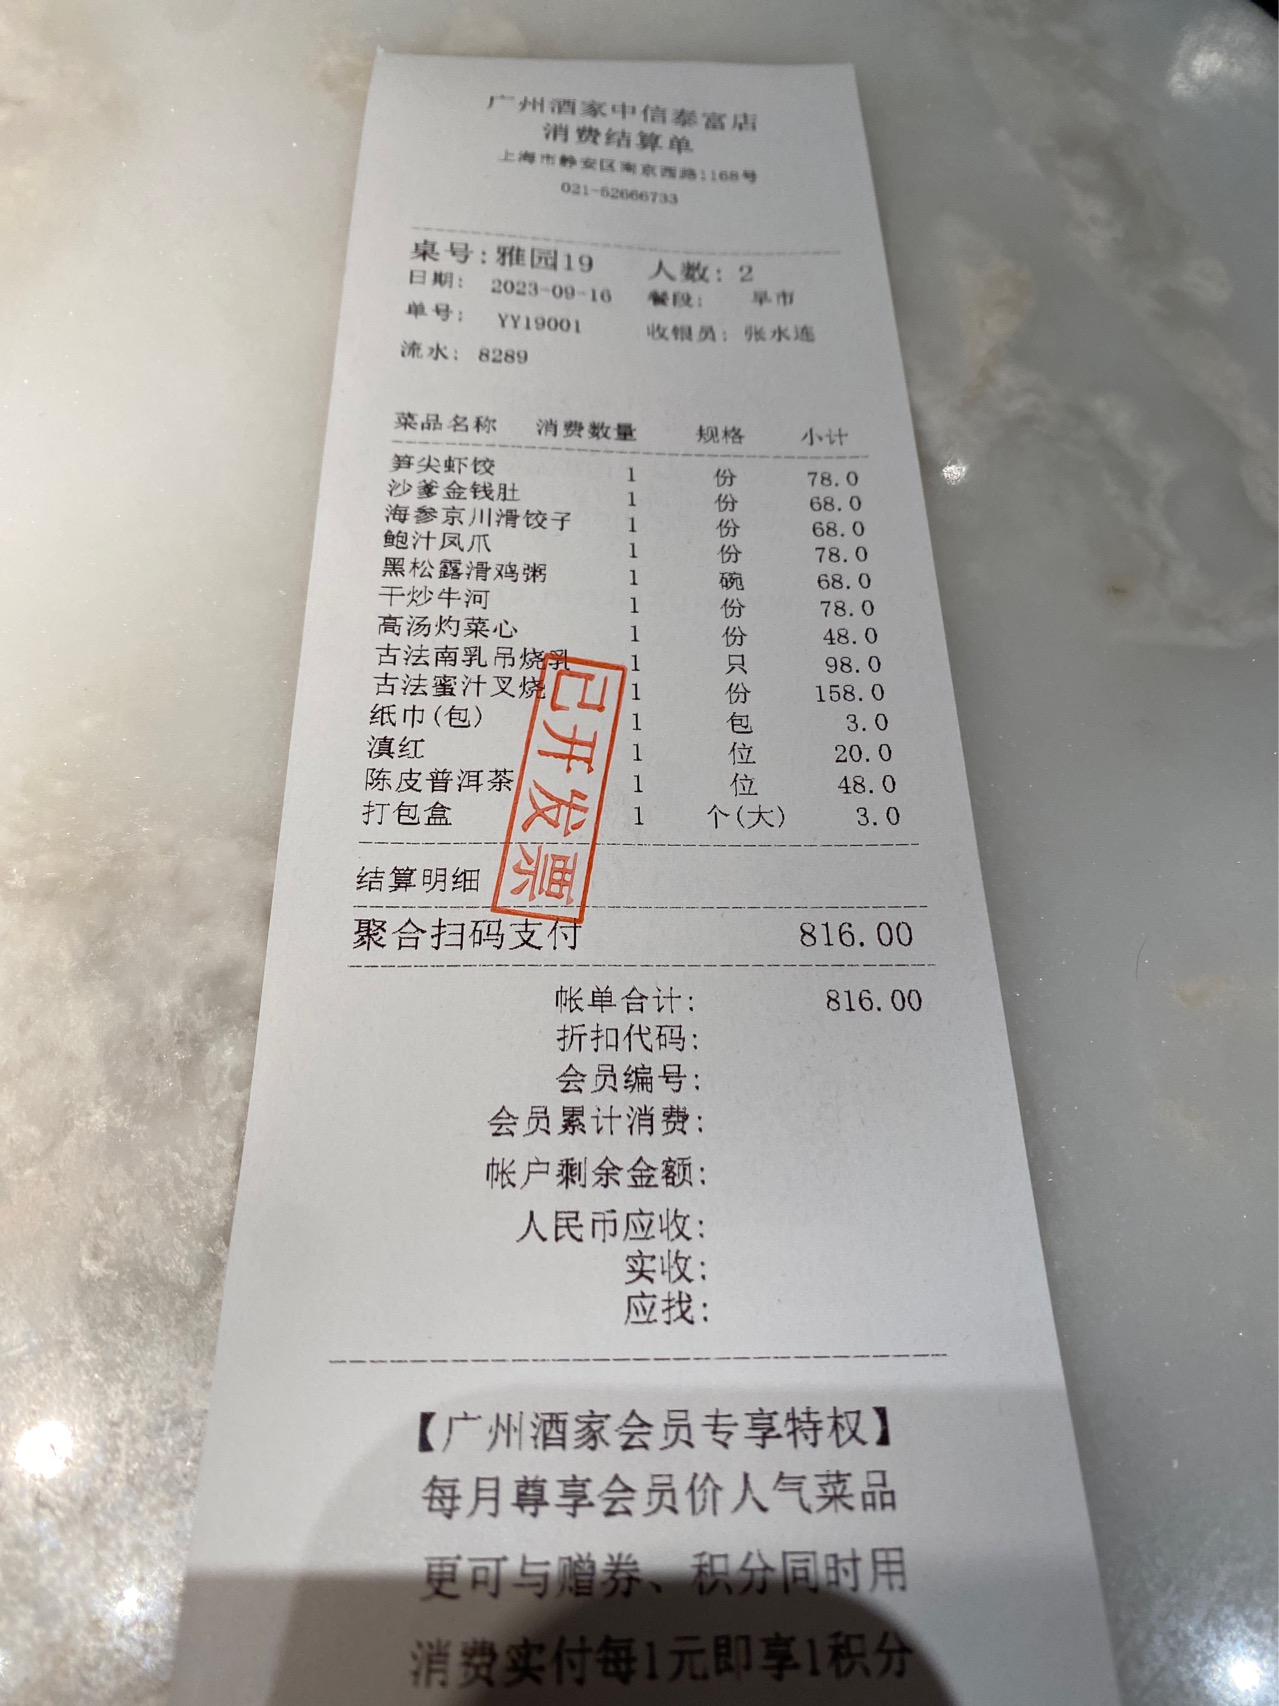 广州酒家中信泰富店
消费结算单
上海市静安区南京西路1168号
021-52666733
桌号:雅园19 人数: 2
日期: 2023-09-16 餐段: 早市
单号: YY19001 收银员: 张水连
流水: 8289
菜品名称 消费数量 规格 小计
笋尖虾饺 1 份 78.0
沙爹金钱肚 1 份 68.0
海参京川滑饺子 1 份 68.0
鲍汁凤爪 1 份 78.0
黑松露滑鸡粥 1 碗 68.0
干炒牛河 1 份 78.0
高汤灼菜心 1 份 48.0
古法南乳吊烧乳 1 只 98.0
古法蜜汁叉烧 1 份 158.0
纸巾(包) 1 包 3.0
滇红 1 位 20.0
陈皮普洱茶 1 位 48.0
打包盒 1 个(大) 3.0
已开发票
结算明细
聚合扫码支付 816.00
帐单合计: 816.00
折扣代码:
会员编号:
会员累计消费:
帐户剩余金额:
人民币应收:
实收:
应找:
【广州酒家会员专享特权】
每月尊享会员价人气菜品
更可与赠券、积分同时用
消费实付每1元即享1积分